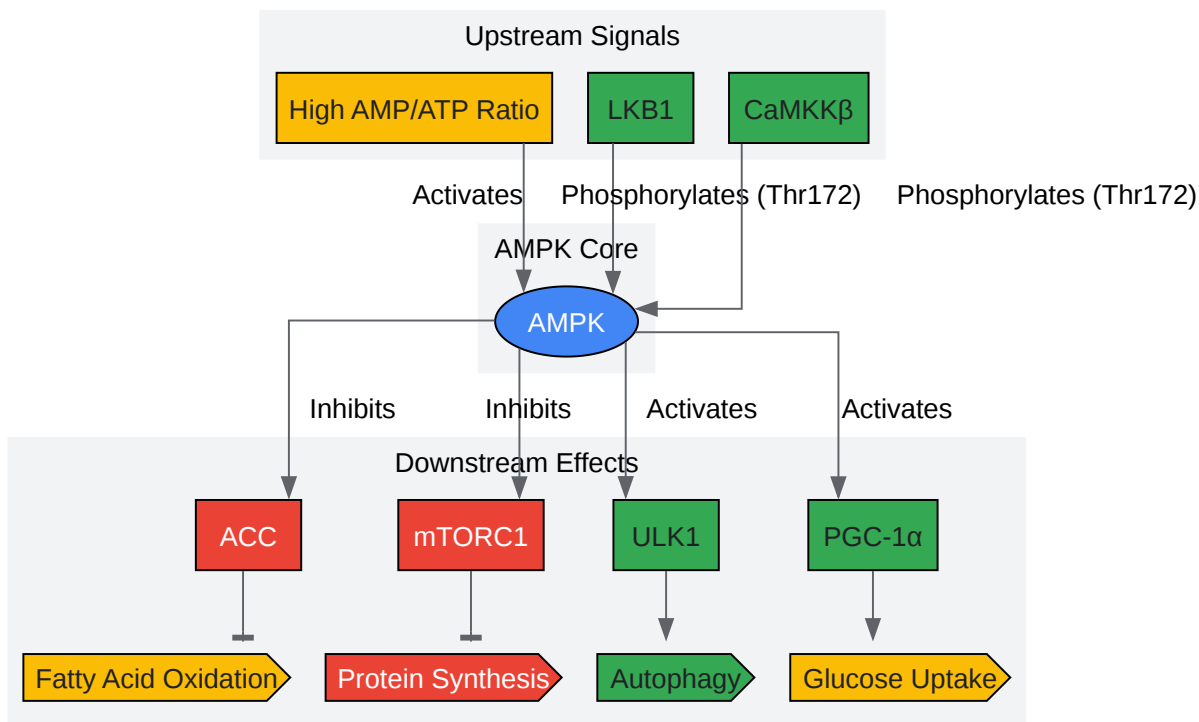 Upstream Signals
High AMP/ATP Ratio
LKB1
CaMKKβ
Activates
Phosphorylates (Thr172)
Phosphorylates (Thr172)
AMPK Core
AMPK
Inhibits
Inhibits
Activates
Activates
Downstream Effects
ACC
mTORC1
ULK1
PGC-1α
Fatty Acid Oxidation
Protein Synthesis
Autophagy
Glucose Uptake